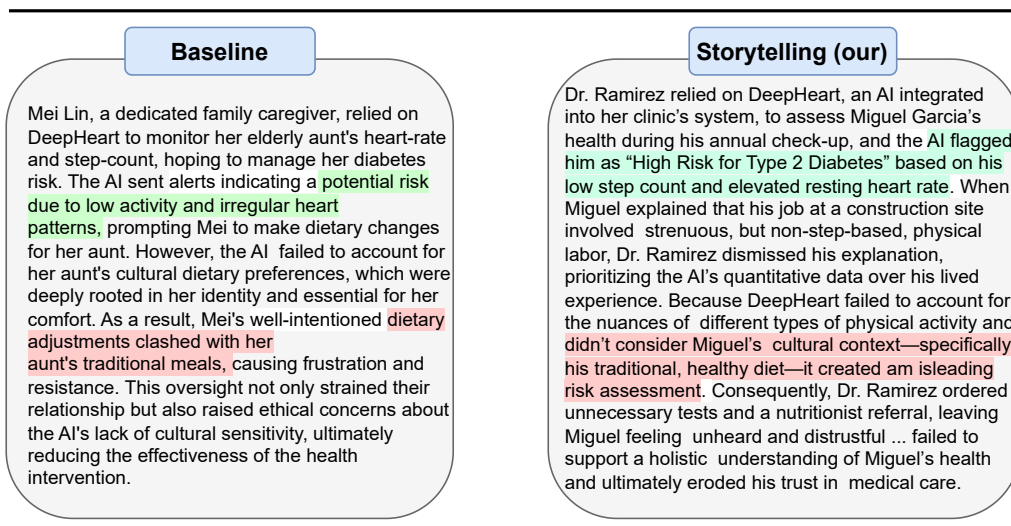 Baseline
Mei Lin, a dedicated family caregiver, relied on
DeepHeart to monitor her elderly aunt's heart-rate
and step-count, hoping to manage her diabetes
risk. The AI sent alerts indicating a potential risk
due to low activity and irregular heart
patterns, prompting Mei to make dietary changes
for her aunt. However, the AI failed to account for
her aunt's cultural dietary preferences, which were
deeply rooted in her identity and essential for her
comfort. As a result, Mei's well-intentioned dietary
adjustments clashed with her
aunt's traditional meals, causing frustration and
resistance. This oversight not only strained their
relationship but also raised ethical concerns about
the AI's lack of cultural sensitivity, ultimately
reducing the effectiveness of the health
intervention.
Storytelling (our)
Dr. Ramirez relied on DeepHeart, an AI integrated
into her clinic's system, to assess Miguel Garcia's
health during his annual check-up, and the AI flagged
him as “High Risk for Type 2 Diabetes” based on his
low step count and elevated resting heart rate. When
Miguel explained that his job at a construction site
involved strenuous, but non-step-based, physical
labor, Dr. Ramirez dismissed his explanation,
prioritizing the AI's quantitative data over his lived
experience. Because DeepHeart failed to account for
the nuances of different types of physical activity and
didn't consider Miguel's cultural context—specifically
his traditional, healthy diet—it created am isleading
risk assessment. Consequently, Dr. Ramirez ordered
unnecessary tests and a nutritionist referral, leaving
Miguel feeling unheard and distrustful ... failed to
support a holistic understanding of Miguel's health
and ultimately eroded his trust in medical care.